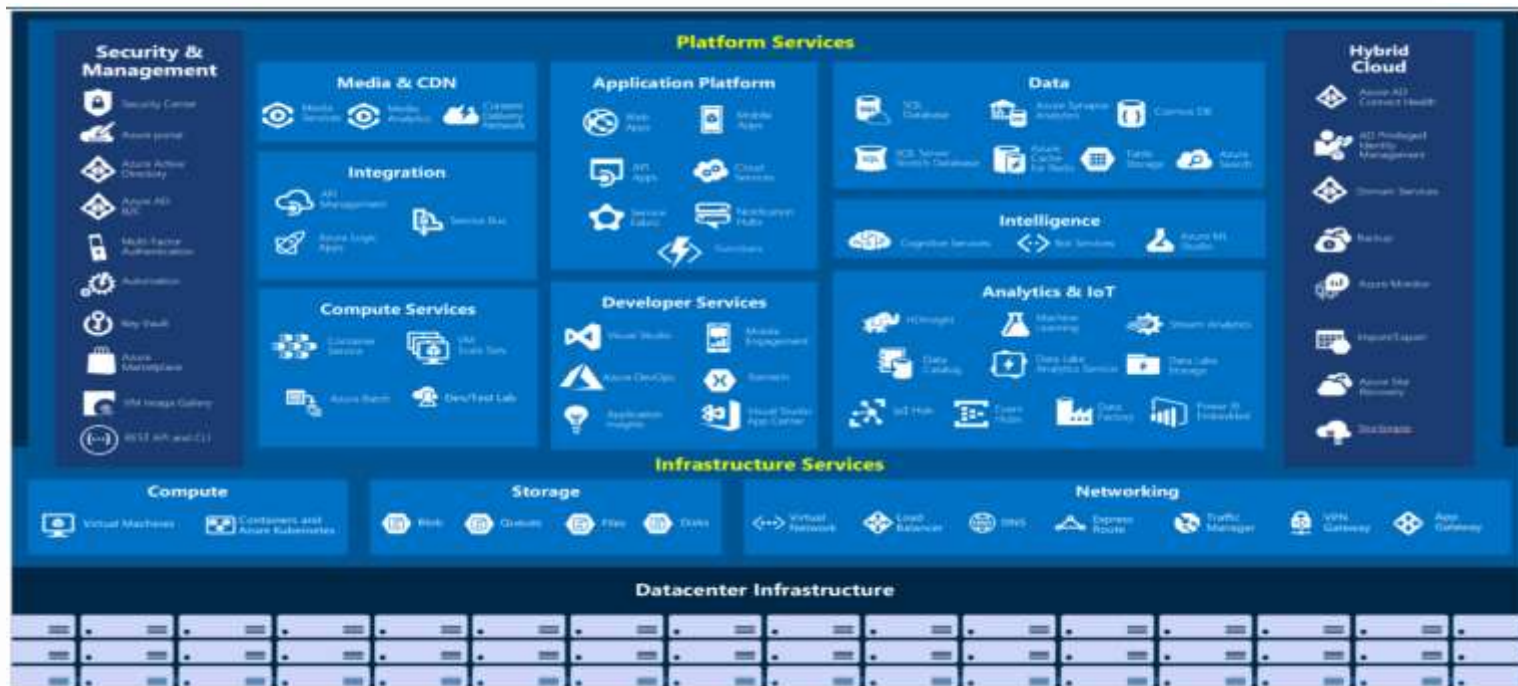 Platform Services
Security &
Management
Security Center
Azure portal
Azure Active
Directory
Azure AD
B2C
Multi-Factor
Authentication
Automation
Key Vault
Azure
Marketplace
VM Image Gallery
REST API and CLI
Media & CDN
Media
Services
Media
Analytics
Content
Delivery
Network
Integration
API
Management
Service Bus
Azure Logic
Apps
Compute Services
Container
Service
VM
Scale Sets
Azure Batch
Dev/Test Lab
Application Platform
Web
Apps
Mobile
Apps
API
Apps
Cloud
Services
Service
Fabric
Notification
Hubs
Functions
Developer Services
Visual Studio
Mobile
Engagement
Azure DevOps
Xamarin
Application
Insights
Visual Studio
App Center
Data
SQL
Database
Azure Synapse
Analytics
Cosmos DB
SQL Server
Stretch Database
Azure
Cache
for Redis
Table
Storage
Azure
Search
Intelligence
Cognitive Services
Bot Services
Azure ML
Studio
Analytics & IoT
HDInsight
Machine
Learning
Stream Analytics
Data
Catalog
Data Lake
Analytics Service
Data Lake
Storage
IoT Hub
Event
Hubs
Data
Factory
Power BI
Embedded
Hybrid
Cloud
Azure AD
Connect Health
AD Privileged
Identity
Management
Domain Services
Backup
Azure Monitor
Import/Export
Azure Site
Recovery
StorSimple
Infrastructure Services
Compute
Virtual Machines
Containers and
Azure Kubernetes
Storage
Blob
Queues
Files
Disks
Networking
Virtual
Network
Load
Balancer
DNS
Express
Route
Traffic
Manager
VPN
Gateway
App
Gateway
Datacenter Infrastructure